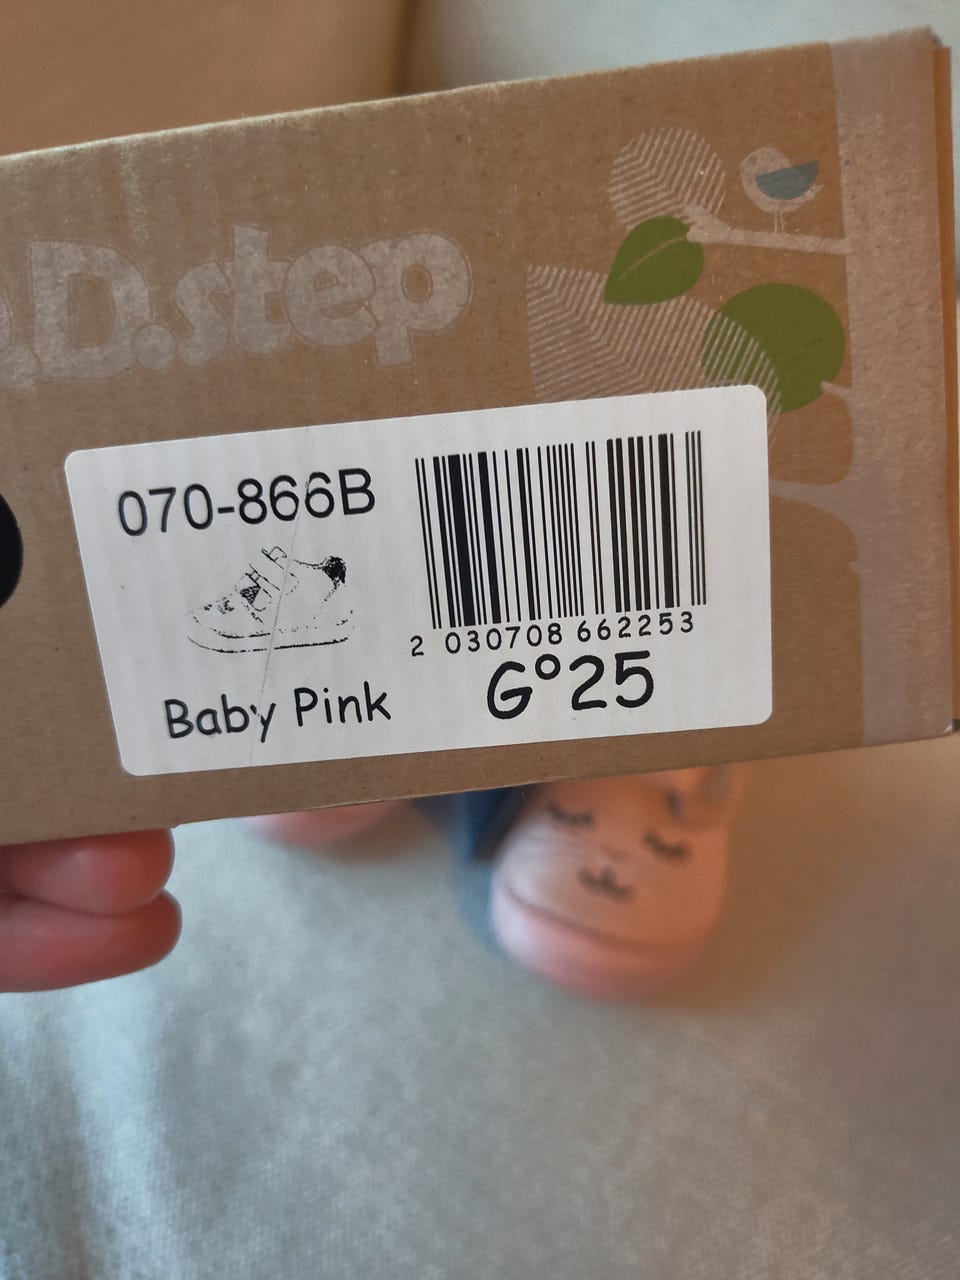 .D.step
070-866B
2 030708 662253
Baby Pink
G°25